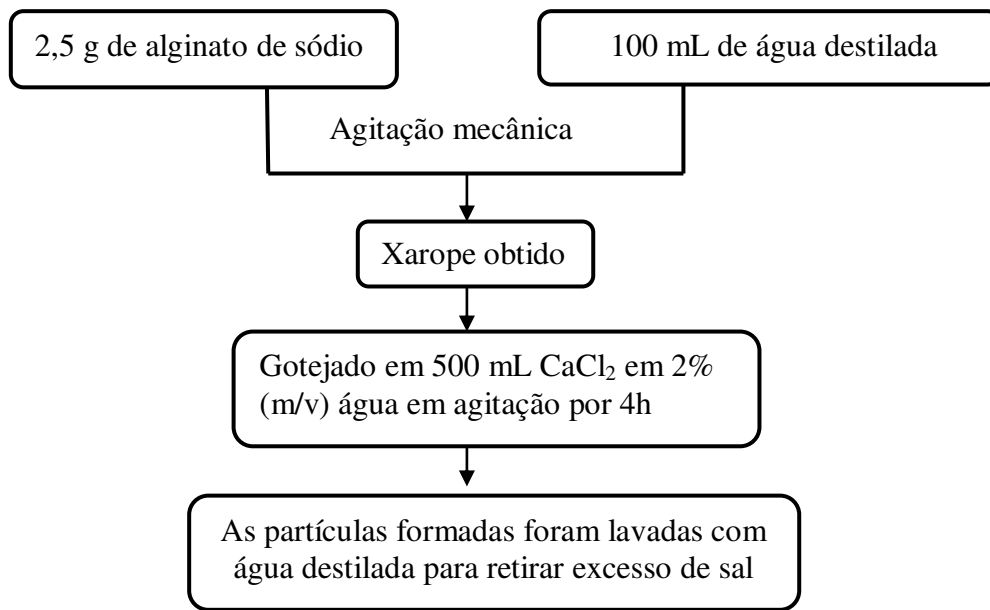 2,5 g de alginato de sódio
100 mL de água destilada
Agitação mecânica
Xarope obtido
Gotejado em 500 mL CaCl₂ em 2%
(m/v) água em agitação por 4h
As partículas formadas foram lavadas com
água destilada para retirar excesso de sal